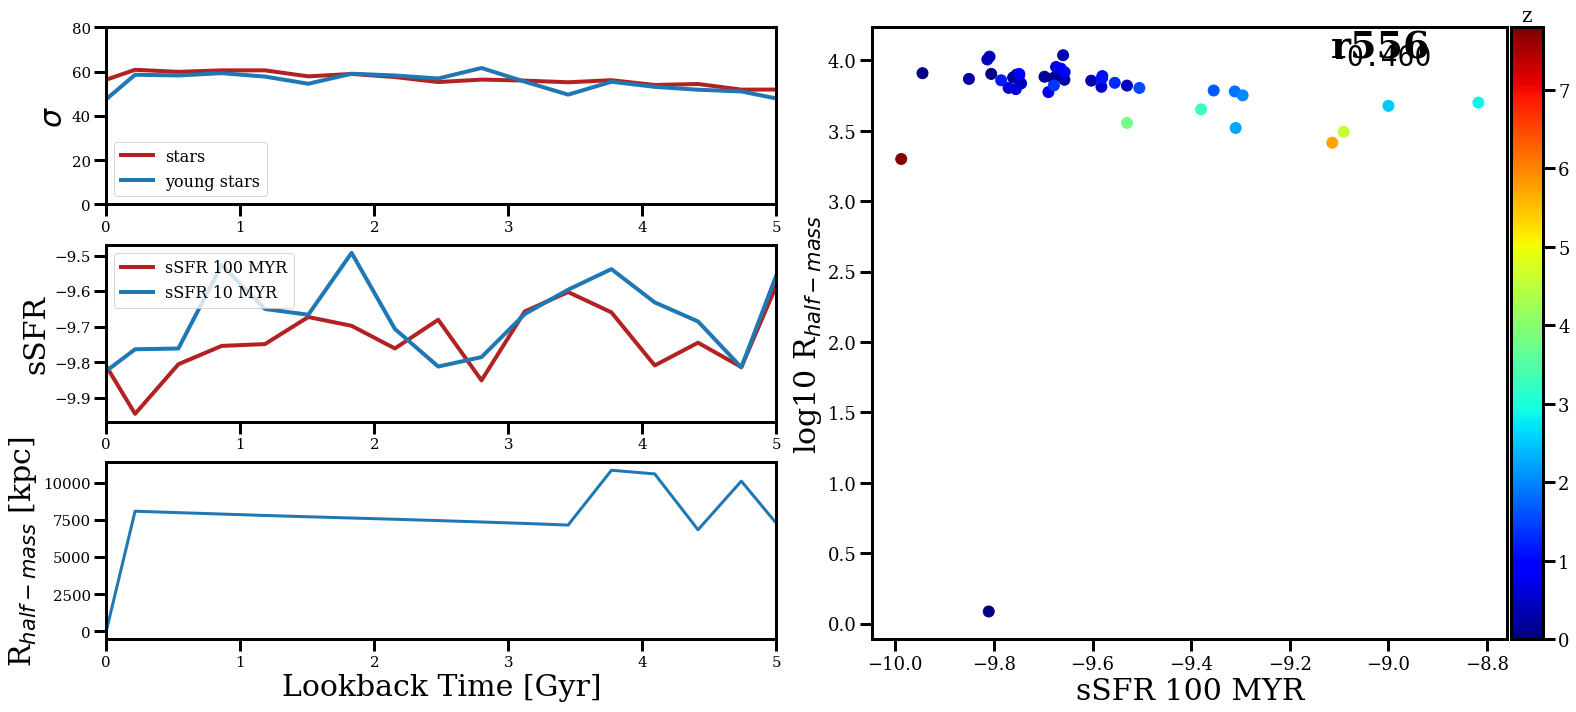 80
60
40
20
0
σ
stars
young stars
0 1 2 3 4 5
−9.5
−9.6
−9.7
−9.8
−9.9
sSFR
sSFR 100 MYR
sSFR 10 MYR
0 1 2 3 4 5
10000
7500
5000
2500
0
R half−mass [kpc]
0 1 2 3 4 5
Lookback Time [Gyr]
r556
-0.460
4.0
3.5
3.0
2.5
2.0
1.5
1.0
0.5
0.0
log10 R half−mass
−10.0 −9.8 −9.6 −9.4 −9.2 −9.0 −8.8
sSFR 100 MYR
z
7
6
5
4
3
2
1
0